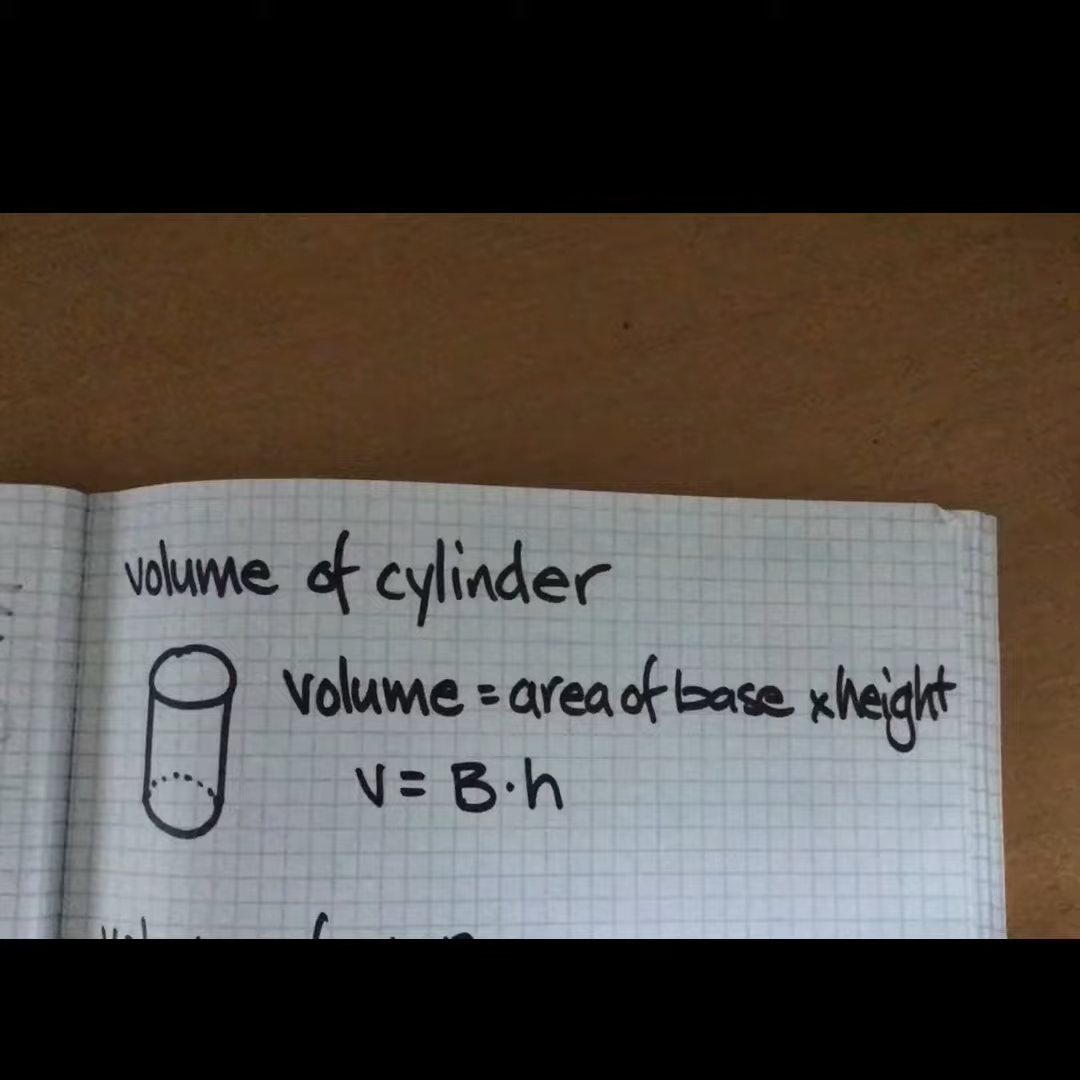 volume of cylinder
volume = area of base x height
V = B · h